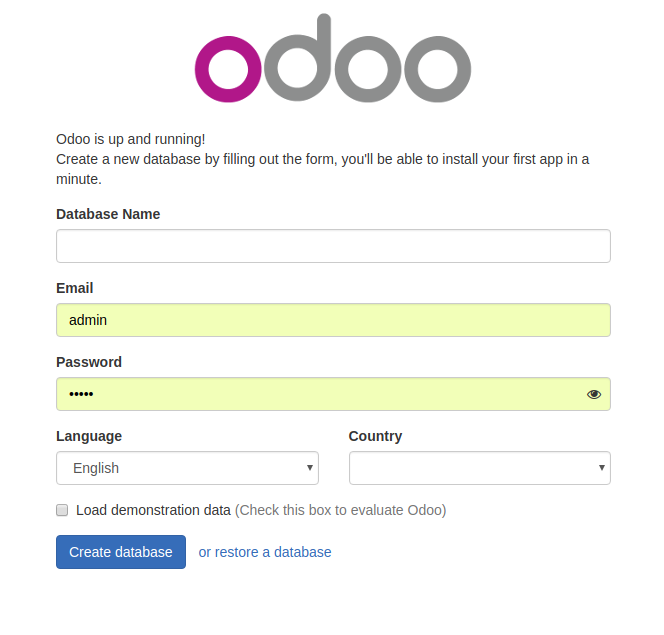 odoo
Odoo is up and running!
Create a new database by filling out the form, you'll be able to install your first app in a
minute.
Database Name
Email
admin
Password
•••••
Language
Country
English
Load demonstration data (Check this box to evaluate Odoo)
Create database
or restore a database